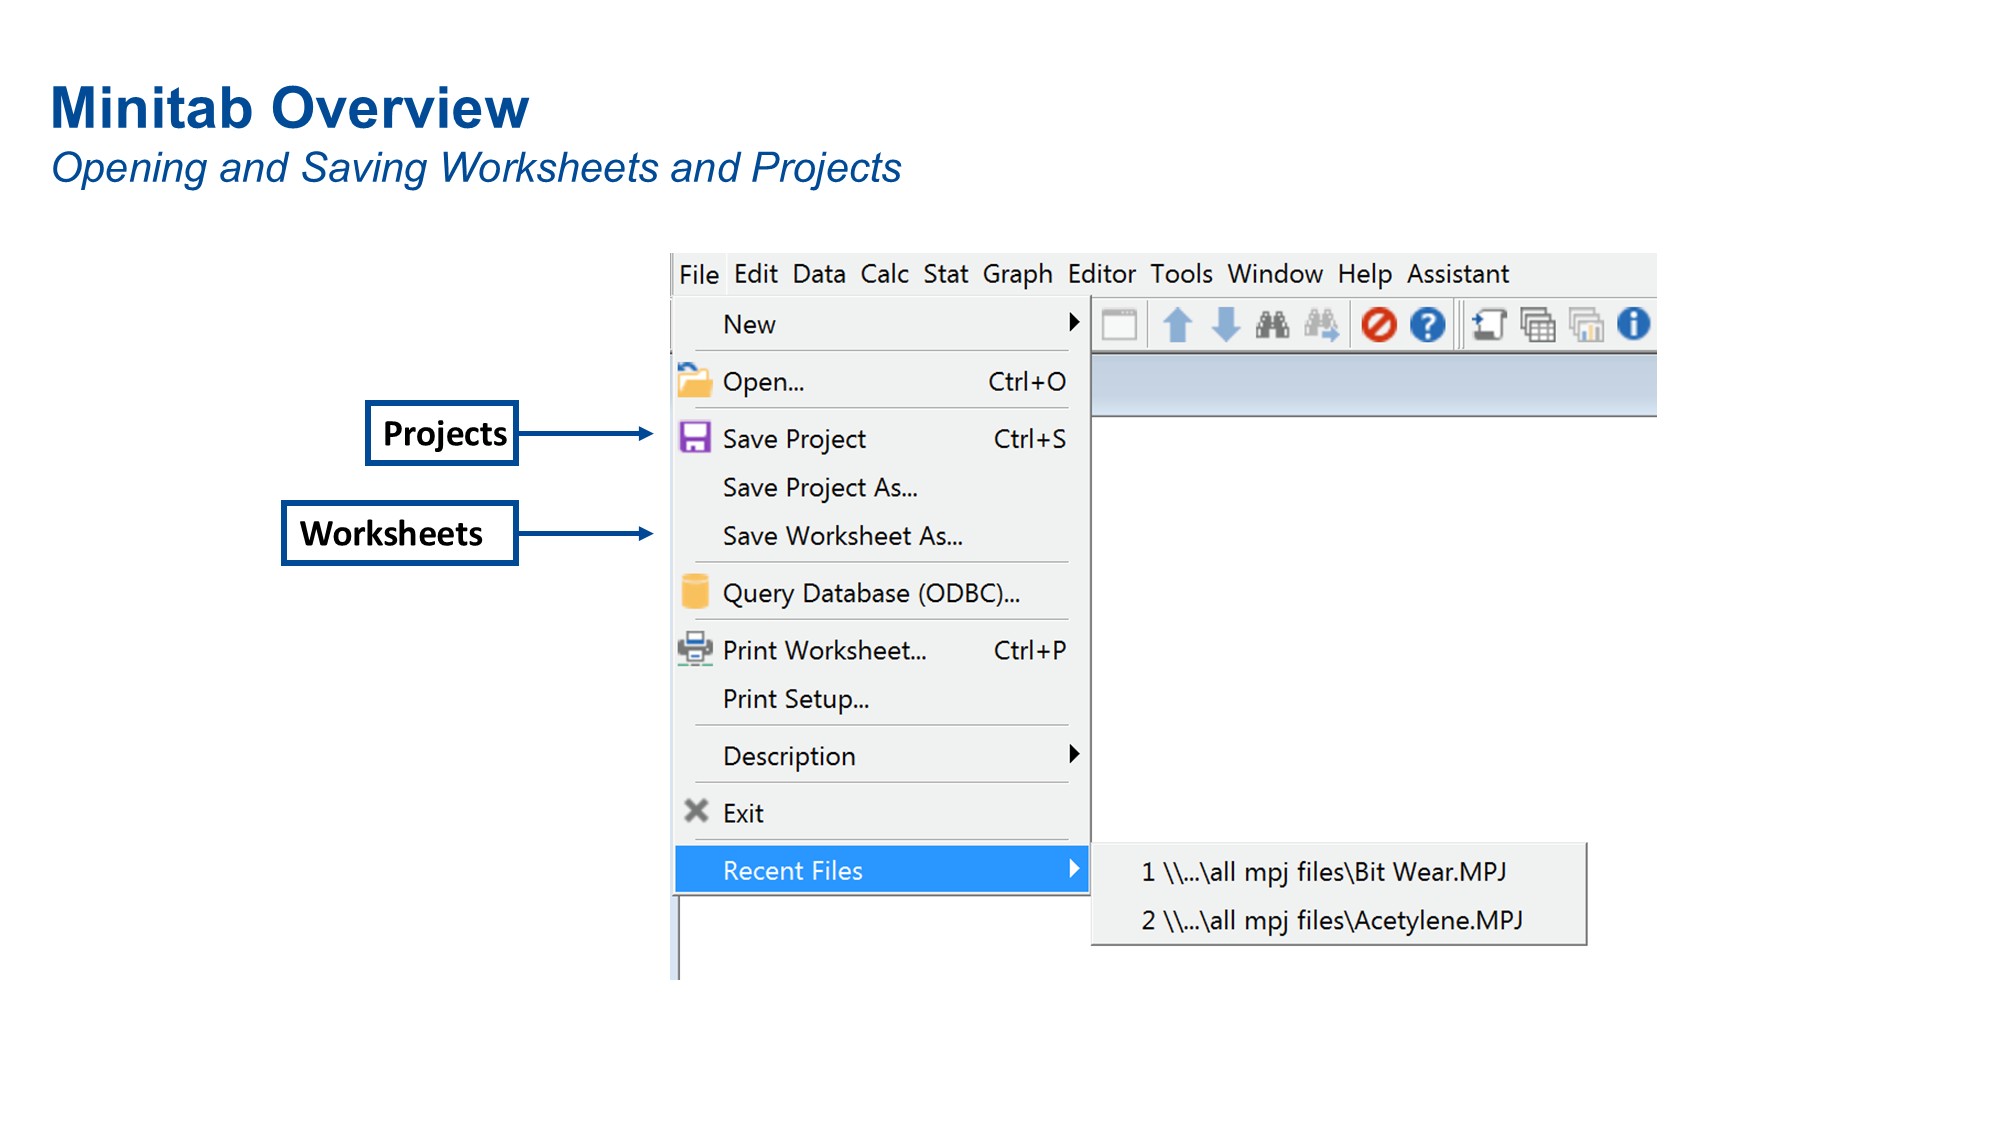 Minitab Overview
Opening and Saving Worksheets and Projects
File Edit Data Calc Stat Graph Editor Tools Window Help Assistant
New
Open... Ctrl+O
Projects
Save Project Ctrl+S
Save Project As...
Worksheets
Save Worksheet As...
Query Database (ODBC)...
Print Worksheet... Ctrl+P
Print Setup...
Description
Exit
Recent Files
1 \\...\all mpj files\Bit Wear.MPJ
2 \\...\all mpj files\Acetylene.MPJ